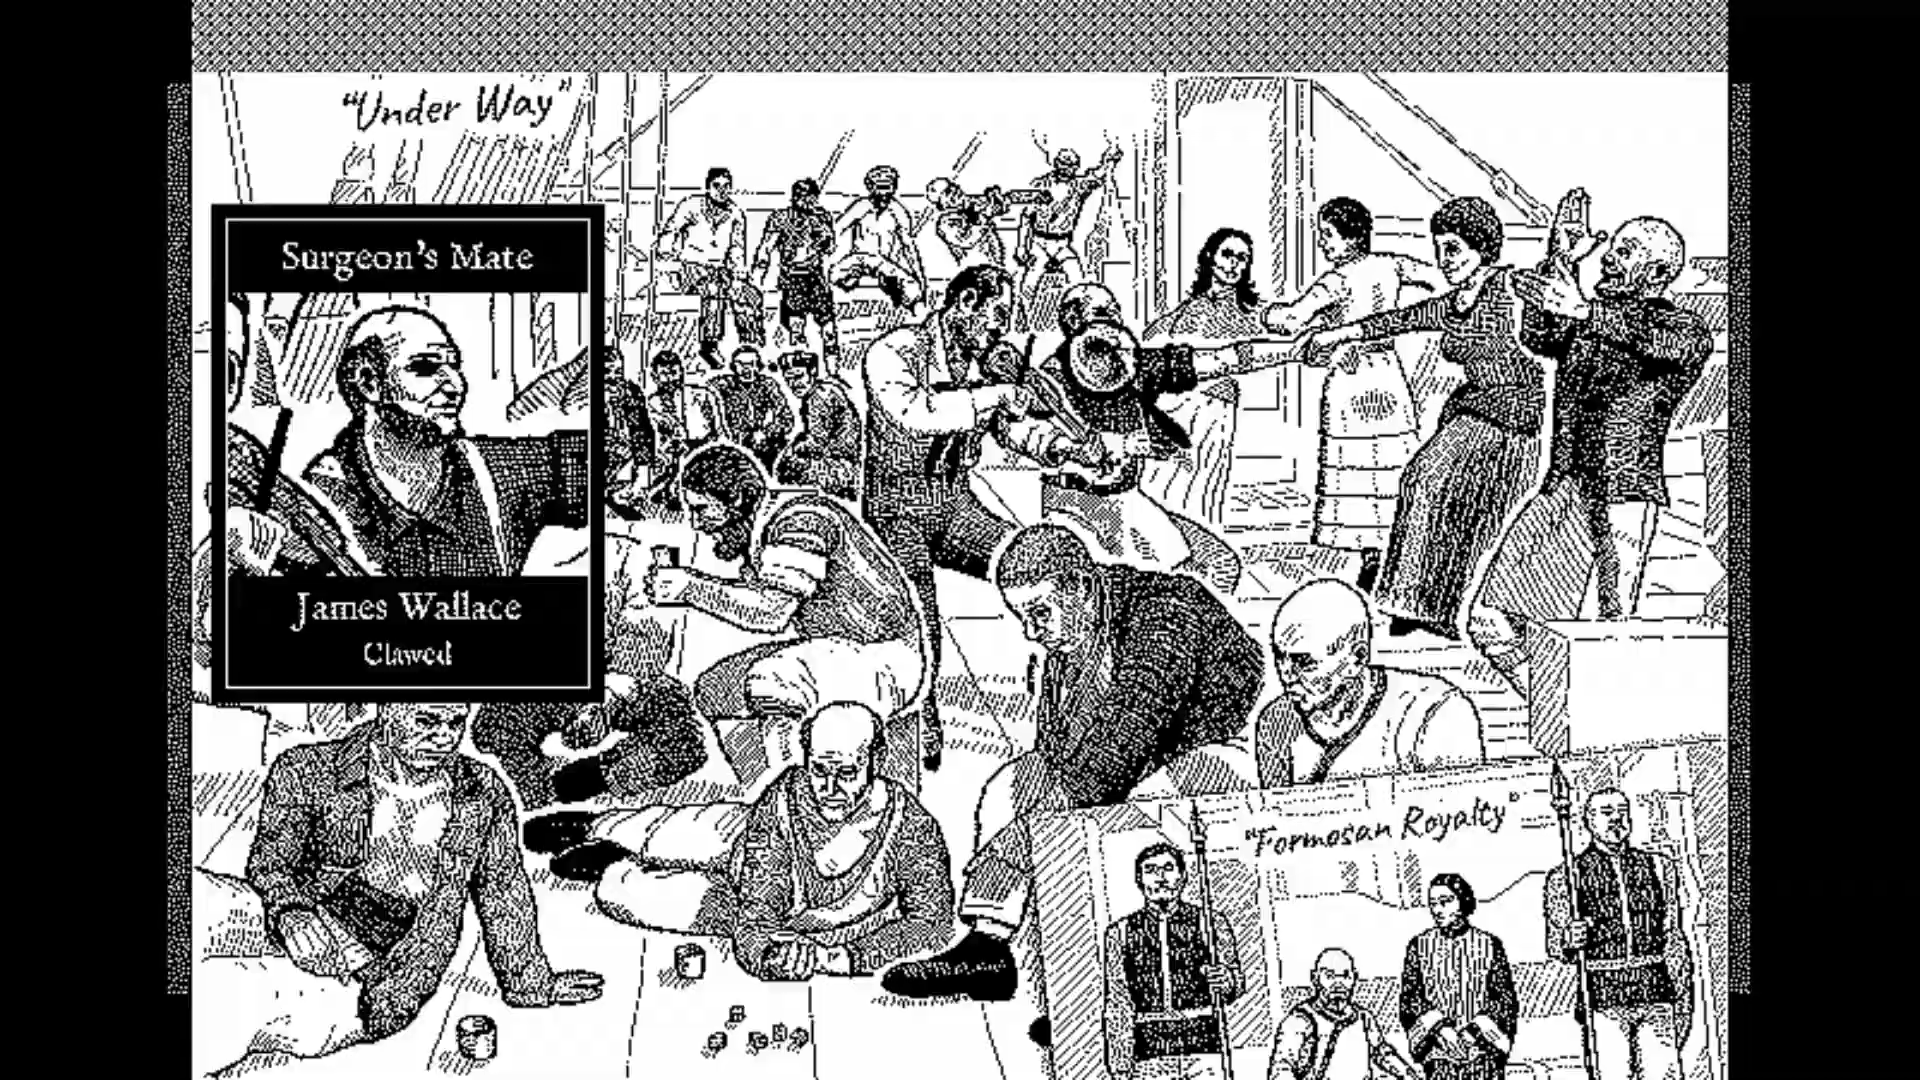 "Under Way"
Surgeon's Mate
James Wallace
Clawed
"Formosan Royalty"